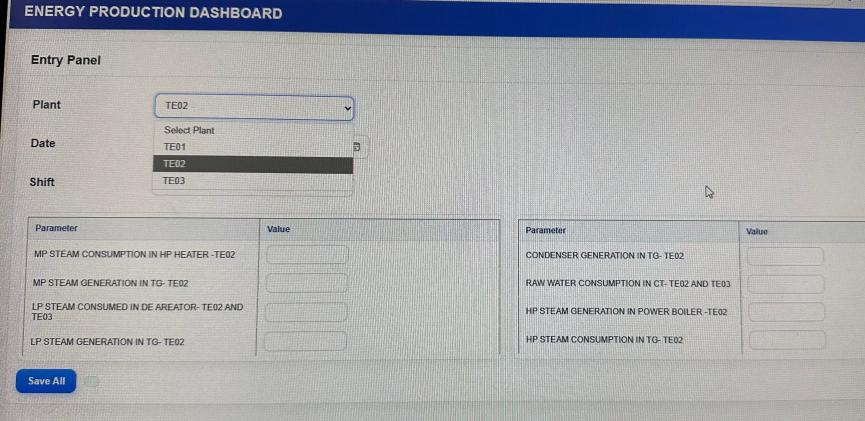 ENERGY PRODUCTION DASHBOARD
Entry Panel
Plant
TE02
Select Plant
TE01
TE02
TE03
Date
Shift
Parameter Value
MP STEAM CONSUMPTION IN HP HEATER -TE02
MP STEAM GENERATION IN TG- TE02
LP STEAM CONSUMED IN DE AREATOR- TE02 AND
TE03
LP STEAM GENERATION IN TG- TE02
Parameter Value
CONDENSER GENERATION IN TG- TE02
RAW WATER CONSUMPTION IN CT- TE02 AND TE03
HP STEAM GENERATION IN POWER BOILER -TE02
HP STEAM CONSUMPTION IN TG- TE02
Save All